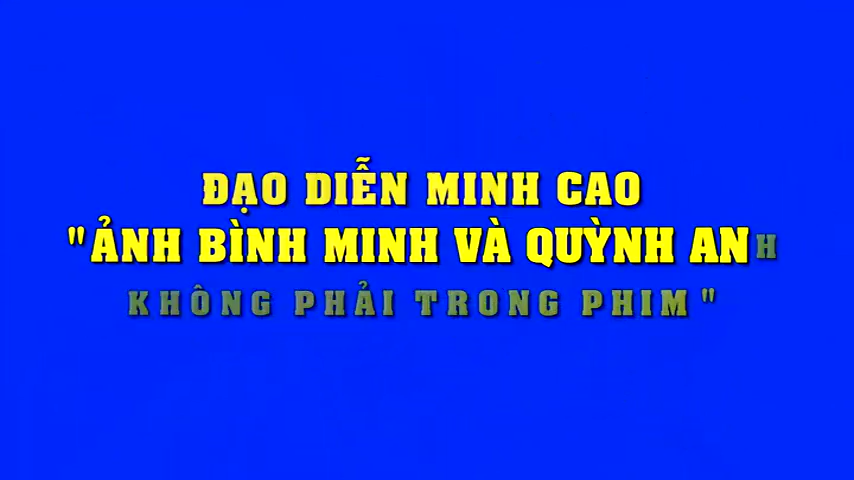 ĐẠO DIỄN MINH CAO
"ẢNH BÌNH MINH VÀ QUỲNH ANH
KHÔNG PHẢI TRONG PHIM"